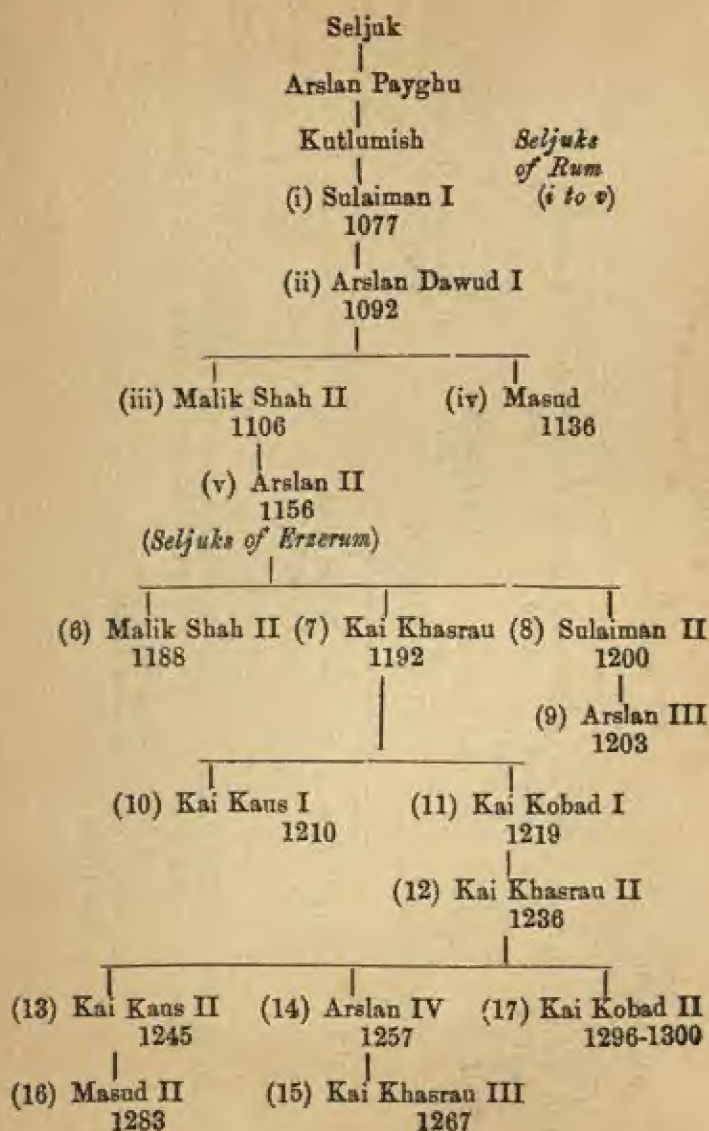 Seljuk
Arslan Payghu
Kutlumish
Seljuks
of Rum
(i to v)
(i) Sulaiman I
1077
(ii) Arslan Dawud I
1092
(iii) Malik Shah II
1106
(iv) Masud
1136
(v) Arslan II
1156
(Seljuks of Erzerum)
(6) Malik Shah II (7) Kai Khasrau (8) Sulaiman II
1188 1192 1200
(9) Arslan III
1203
(10) Kai Kaus I (11) Kai Kobad I
1210 1219
(12) Kai Khasrau II
1236
(13) Kai Kaus II (14) Arslan IV (17) Kai Kobad II
1245 1257 1296-1300
(16) Masud II (15) Kai Khasrau III
1283 1267